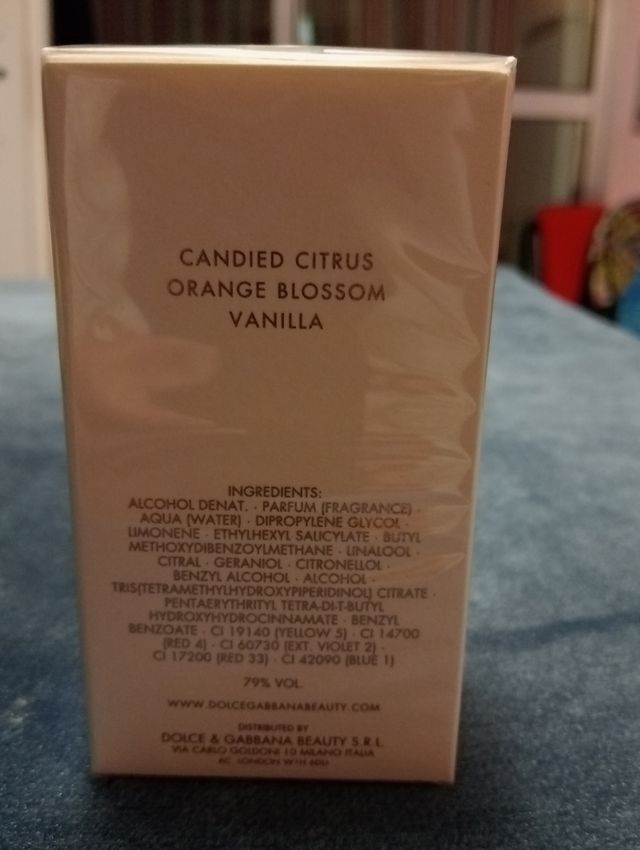 CANDIED CITRUS
ORANGE BLOSSOM
VANILLA
INGREDIENTS:
ALCOHOL DENAT. · PARFUM (FRAGRANCE) ·
AQUA (WATER) · DIPROPYLENE GLYCOL ·
LIMONENE · ETHYLHEXYL SALICYLATE · BUTYL
METHOXYDIBENZOYLMETHANE · LINALOOL ·
CITRAL · GERANIOL · CITRONELLOL ·
BENZYL ALCOHOL · ALCOHOL ·
TRIS(TETRAMETHYLHYDROXYPIPERIDINOL) CITRATE ·
PENTAERYTHRITYL TETRA-DI-T-BUTYL
HYDROXYHYDROCINNAMATE · BENZYL
BENZOATE · CI 19140 (YELLOW 5) · CI 14700
(RED 4) · CI 60730 (EXT. VIOLET 2) ·
CI 17200 (RED 33) · CI 42090 (BLUE 1)
79% VOL.
WWW.DOLCEGABBANABEAUTY.COM
DISTRIBUTED BY
DOLCE & GABBANA BEAUTY S.R.L.
VIA CARLO GOLDONI 10 MILANO ITALIA
LONDON W1H 6DU